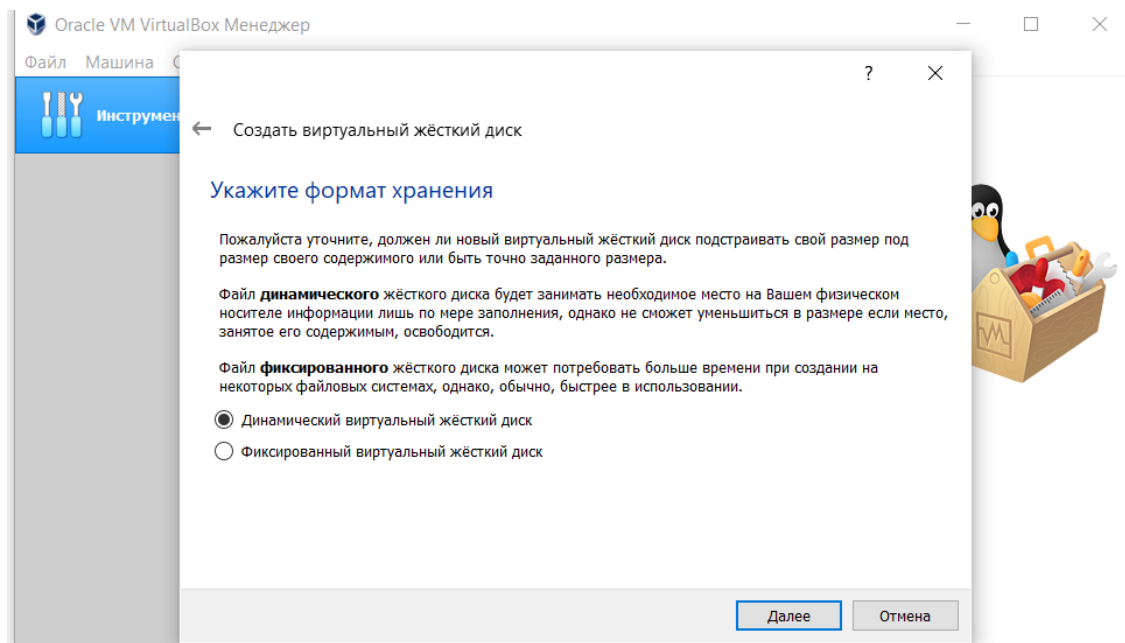 Oracle VM VirtualBox Менеджер
Файл Машина
?
Инструмен
Создать виртуальный жёсткий диск
Укажите формат хранения
Пожалуйста уточните, должен ли новый виртуальный жёсткий диск подстраивать свой размер под
размер своего содержимого или быть точно заданного размера.
Файл динамического жёсткого диска будет занимать необходимое место на Вашем физическом
носителе информации лишь по мере заполнения, однако не сможет уменьшиться в размере если место,
занятое его содержимым, освободится.
Файл фиксированного жёсткого диска может потребовать больше времени при создании на
некоторых файловых системах, однако, обычно, быстрее в использовании.
Динамический виртуальный жёсткий диск
Фиксированный виртуальный жёсткий диск
Далее Отмена